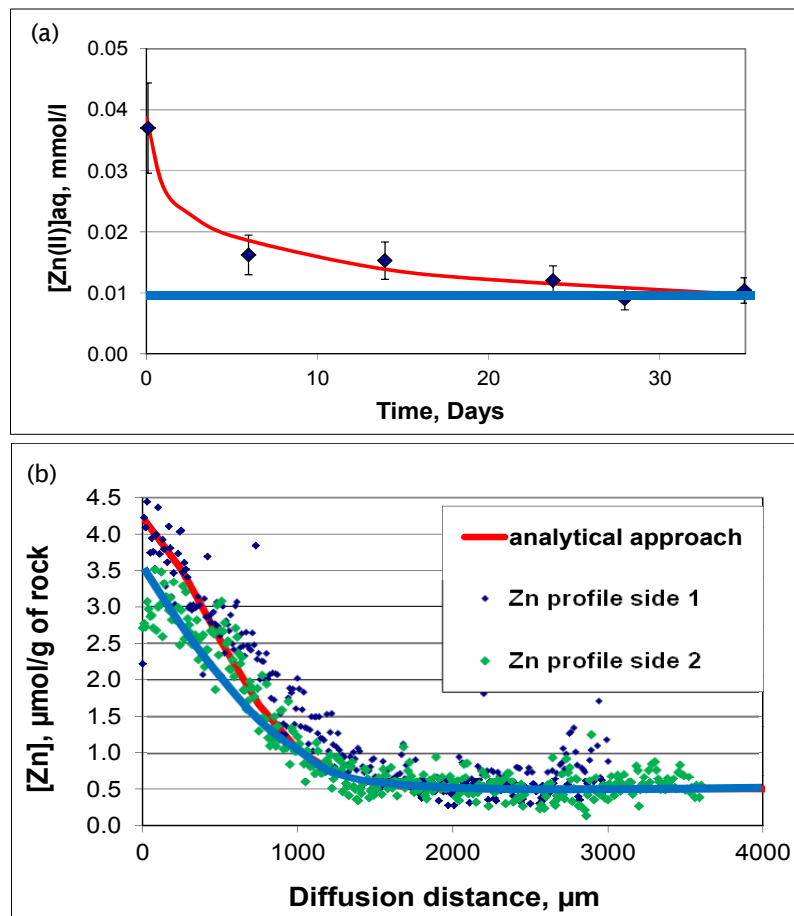 (a)
0.05
0.04
0.03
0.02
0.01
0.00
0 10 20 30
[Zn(II)]aq, mmol/l
Time, Days
(b)
4.5
4.0
3.5
3.0
2.5
2.0
1.5
1.0
0.5
0.0
0 1000 2000 3000 4000
[Zn], µmol/g of rock
Diffusion distance, µm
analytical approach
Zn profile side 1
Zn profile side 2